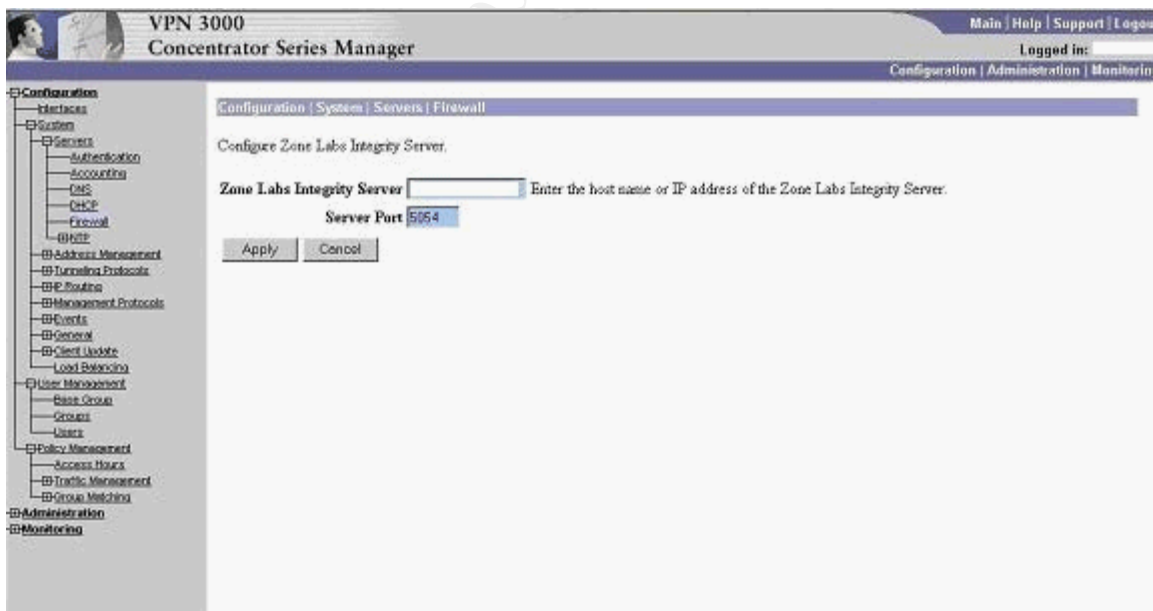 VPN 3000
Concentrator Series Manager
Main | Help | Support | Logou
Logged in:
Configuration | Administration | Monitorin
Configuration
Interfaces
System
Servers
Authentication
Accounting
DNS
DHCP
Firewall
NTP
Address Management
Tunneling Protocols
IP Routing
Management Protocols
Events
General
Client Update
Load Balancing
User Management
Base Group
Groups
Users
Policy Management
Access Hours
Traffic Management
Group Matching
Administration
Monitoring
Configuration | System | Servers | Firewall
Configure Zone Labs Integrity Server.
Zone Labs Integrity Server Enter the host name or IP address of the Zone Labs Integrity Server.
Server Port 5054
Apply Cancel